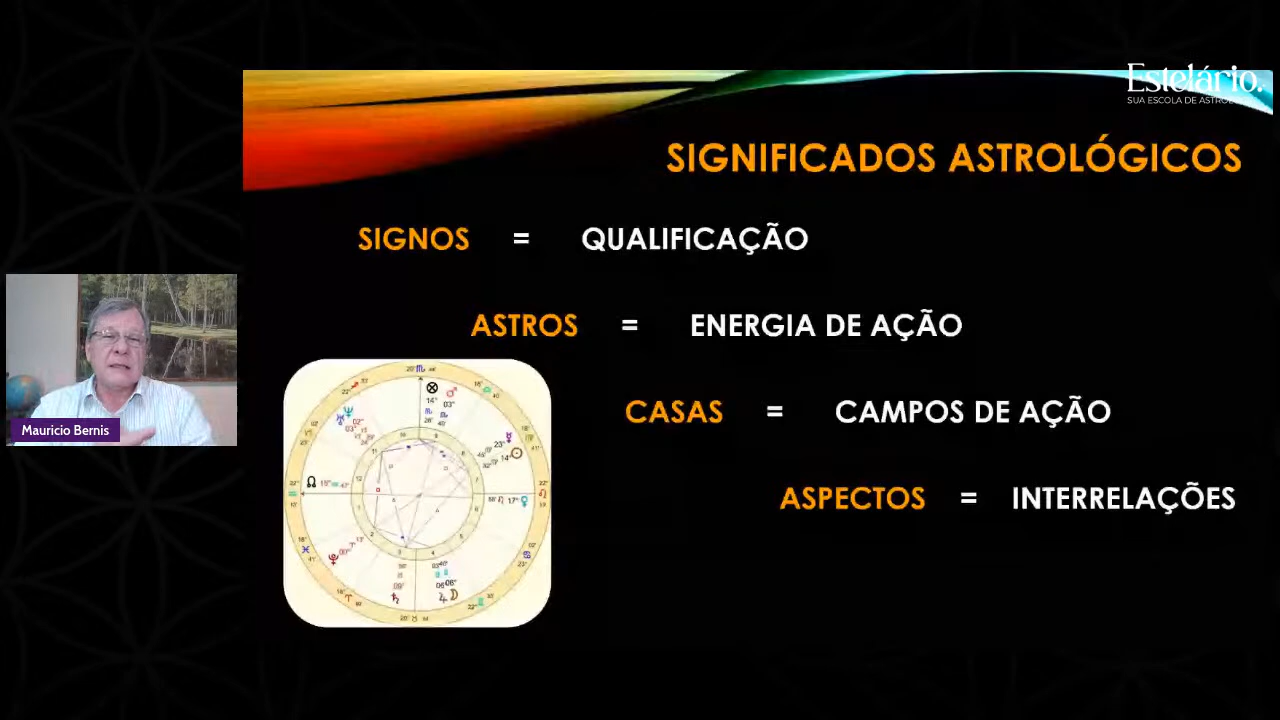 Estelário.
SUA ESCOLA DE ASTROL
SIGNIFICADOS ASTROLÓGICOS
SIGNOS = QUALIFICAÇÃO
ASTROS = ENERGIA DE AÇÃO
CASAS = CAMPOS DE AÇÃO
ASPECTOS = INTERRELAÇÕES
Mauricio Bernis